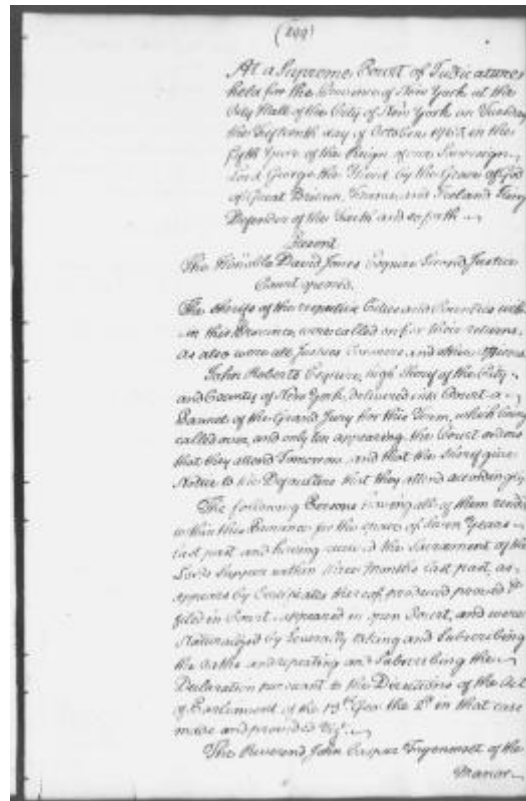 At a Supreme Court of Judicature
held for the Province of New York at the
City Hall of the City of New York on Tuesday
the day of October 176 in the
fifth Year of the Reign of our Sovereign
Lord George the Third by the Grace of God
of Great Britain, France, and Ireland King
Defender of the Faith and so forth
Present
The Honble David Jones Esquire Second Justice
Court opened.
The Sherifs of the respective Cities and Counties with
in this Province, were called on for their returns,
As also were all Justices Coroners and other officers
John Roberts Esquire, high Sherif of the City
and County of New York, delivered into Court a
Pannel of the Grand Jury for this Term, which being
called over, and only ten appearing, the Court orders
that they attend Tomorrow and that the Sherif give
Notice to the Defaulters that they attend accordingly
The following Persons having all of them resided
within this Province for the space of Seven Years
last past and having received the Sacrament of the
Lords Supper within three Months last past, as
appears by Certificates thereof produced proved &
filed in Court appeared in open Court, and were
Naturalized by severally taking and Subscribing
the oaths and repeating and Subscribing the
Declaration pursuant to the Directions of the Act
of Parliament of the 13th Geo. the 2d in that case
made and provided Vizt.
The Reverend John Casper of the
Manor